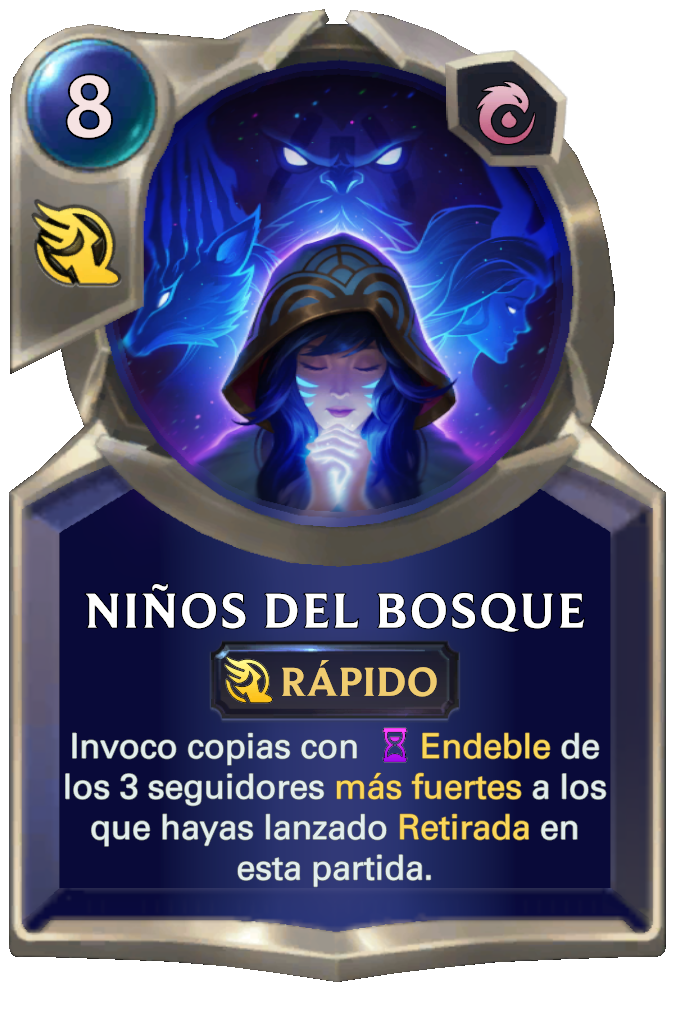 8
NIÑOS DEL BOSQUE
RÁPIDO
Invoco copias con Endeble de
los 3 seguidores más fuertes a los
que hayas lanzado Retirada en
esta partida.